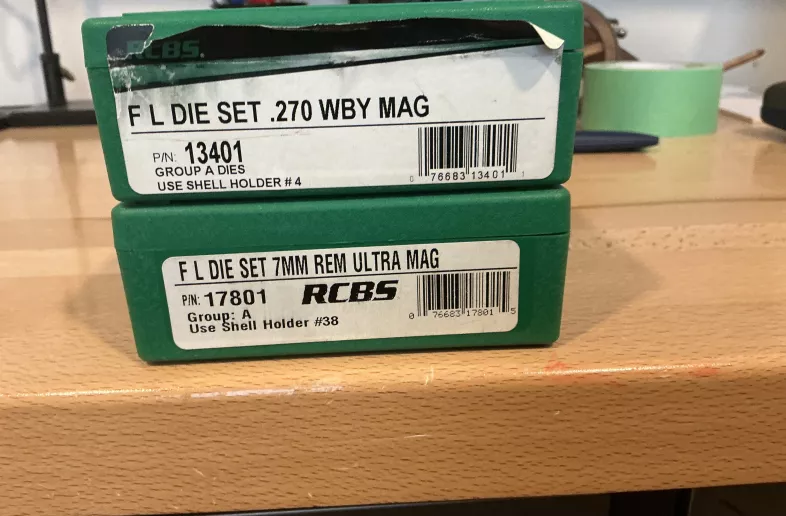 RCBS.
F L DIE SET .270 WBY MAG
P/N: 13401
GROUP A DIES
USE SHELL HOLDER # 4
0 76683 13401 1
F L DIE SET 7MM REM ULTRA MAG
P/N: 17801 RCBS
Group: A
Use Shell Holder #38
0 76683 17801 5